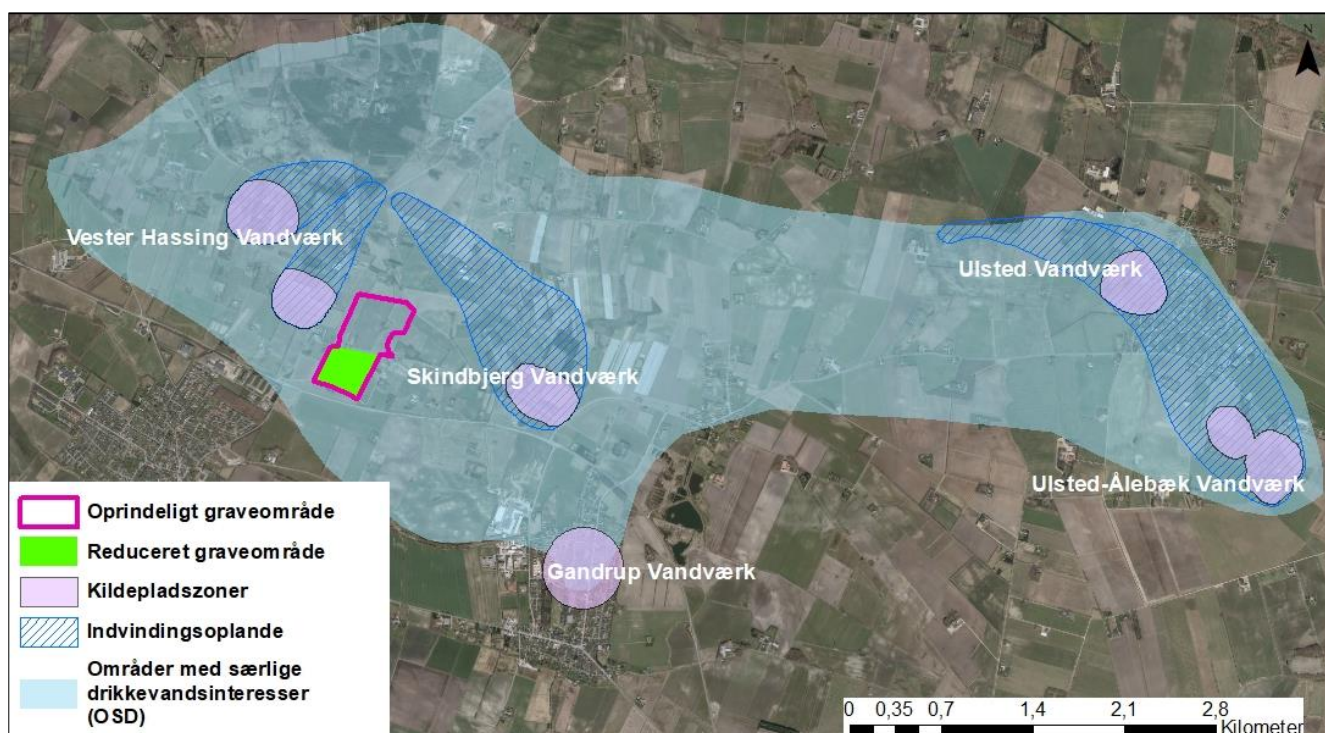 N
Vester Hassing Vandværk
Ulsted Vandværk
Skindbjerg Vandværk
Ulsted-Ålebæk Vandværk
Gandrup Vandværk
Oprindeligt graveområde
Reduceret graveområde
Kildepladszoner
Indvindingsoplande
Områder med særlige
drikkevandsinteresser
(OSD)
0 0,35 0,7 1,4 2,1 2,8
Kilometer